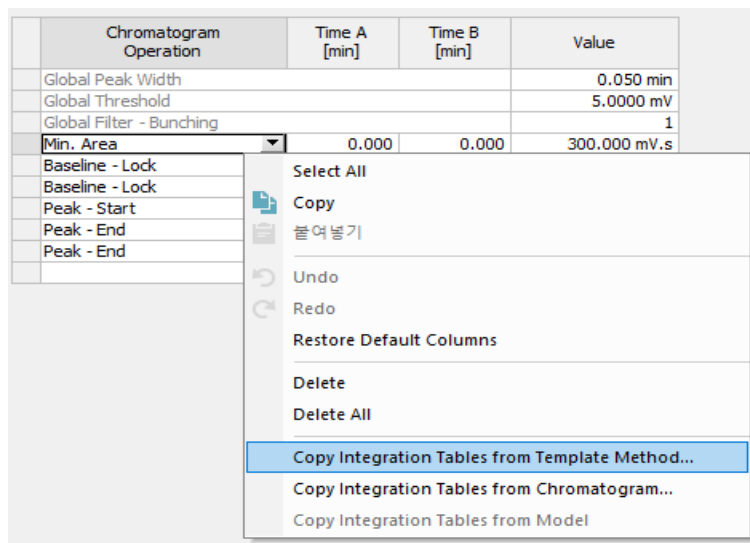 Chromatogram Operation Time A [min] Time B [min] Value
Global Peak Width 0.050 min
Global Threshold 5.0000 mV
Global Filter - Bunching 1
Min. Area 0.000 0.000 300.000 mV.s
Baseline - Lock
Baseline - Lock
Peak - Start
Peak - End
Peak - End
Select All
Copy
붙여넣기
Undo
Redo
Restore Default Columns
Delete
Delete All
Copy Integration Tables from Template Method...
Copy Integration Tables from Chromatogram...
Copy Integration Tables from Model